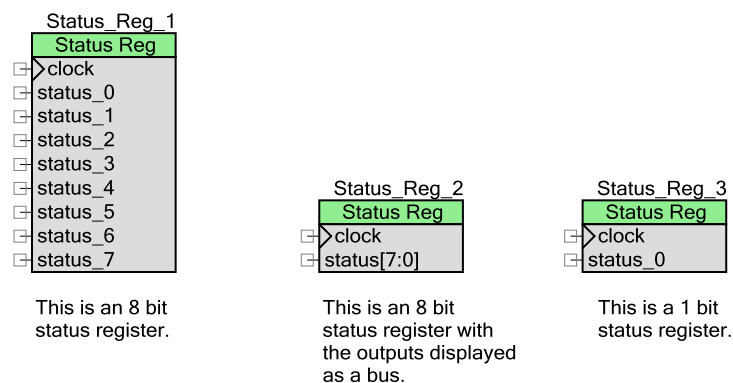 Status_Reg_1
Status Reg
clock
status_0
status_1
status_2
status_3
status_4
status_5
status_6
status_7
This is an 8 bit
status register.
Status_Reg_2
Status Reg
clock
status[7:0]
This is an 8 bit
status register with
the outputs displayed
as a bus.
Status_Reg_3
Status Reg
clock
status_0
This is a 1 bit
status register.